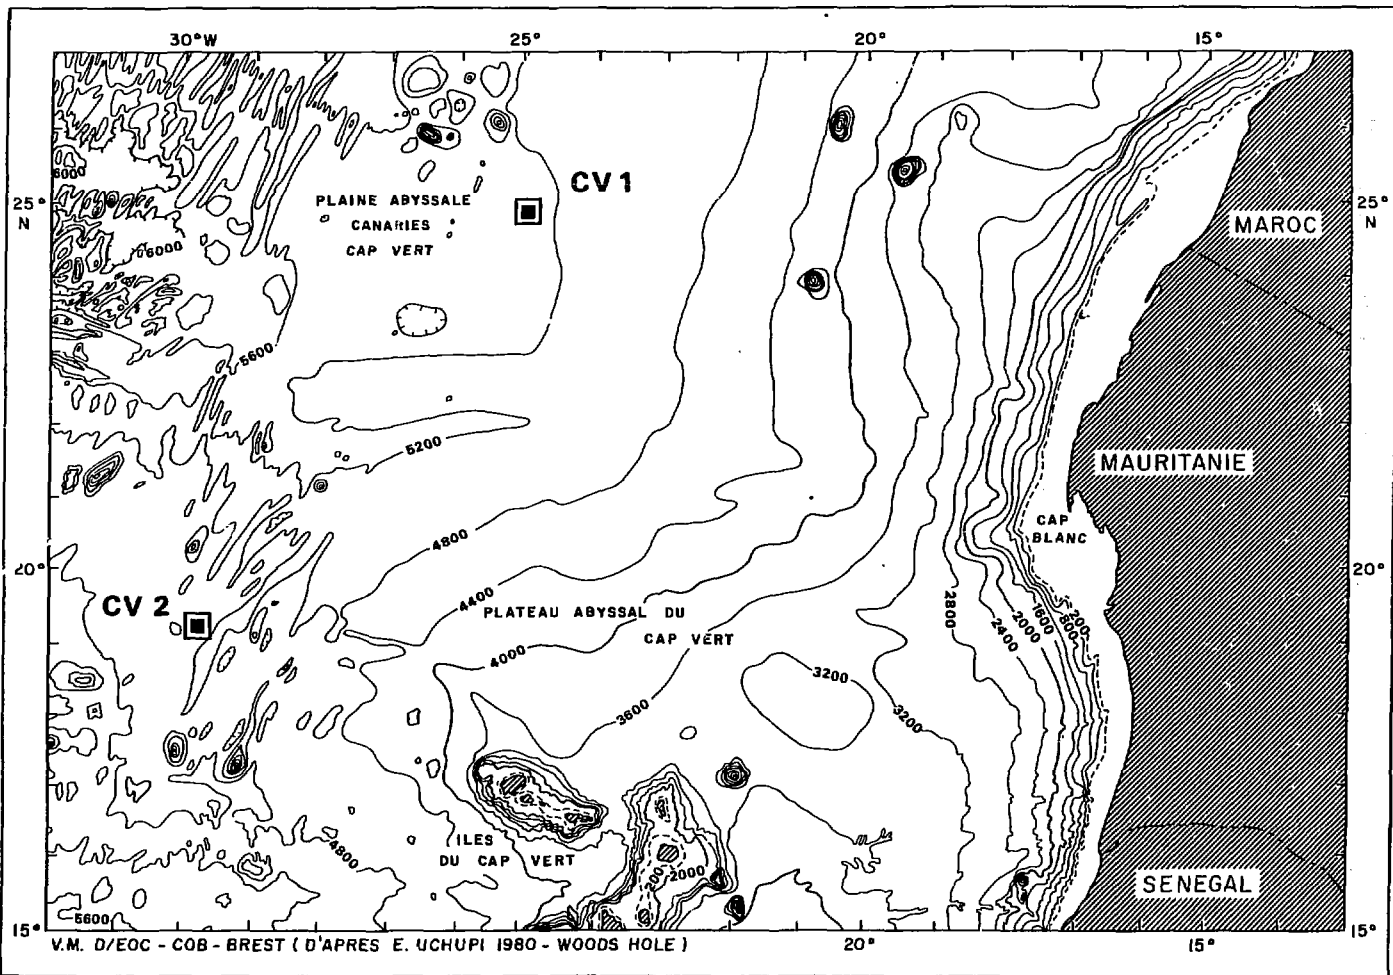 30°W 25° 20° 15°
CV 1
6000
25° N
PLAINE ABYSSALE
CANARIES
CAP VERT
25° N
MAROC
6000
5600
5200
MAURITANIE
CAP
BLANC
4800
20°
20°
4400
CV 2
PLATEAU ABYSSAL DU
CAP VERT
2800
2400
2000
1600
800
200
4000
3200
3600
3200
ILES
DU CAP VERT
4800
200
2000
SENEGAL
5600
15°
15°
V.M. D/EOC - COB - BREST ( D'APRES E. UCHUPI 1980 - WOODS HOLE )
20° 15°